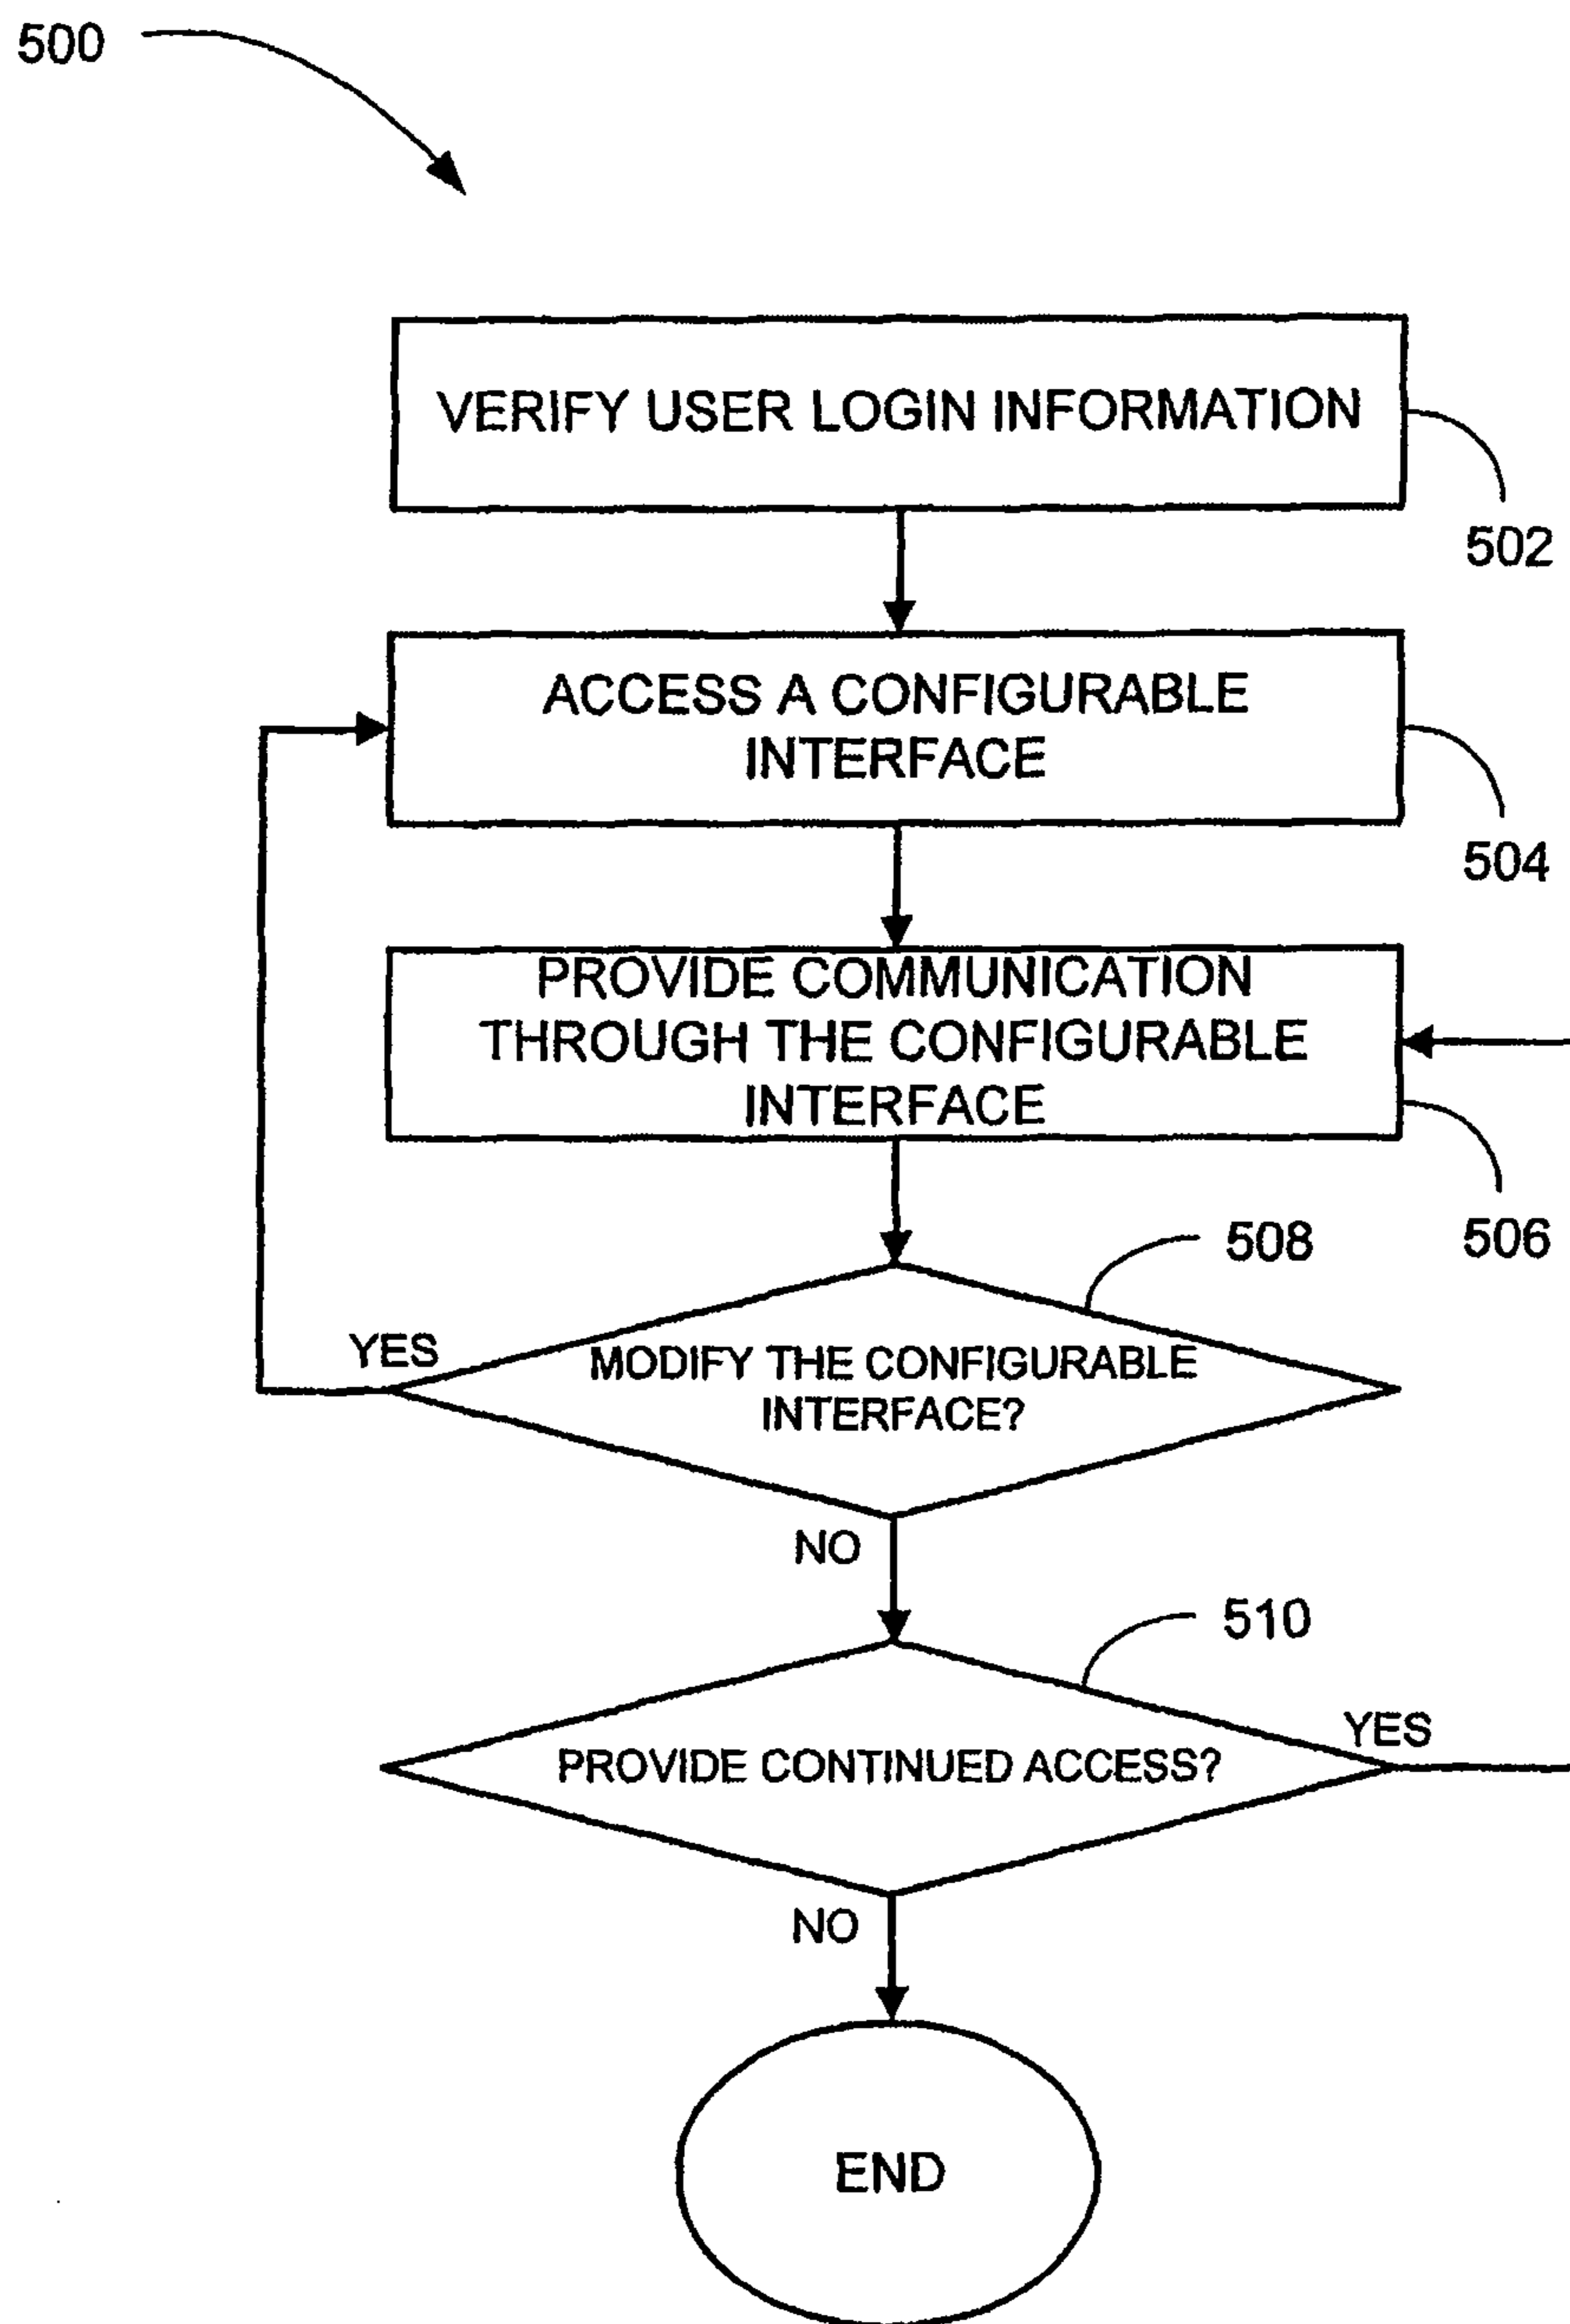 500
VERIFY USER LOGIN INFORMATION
502
ACCESS A CONFIGURABLE
INTERFACE
504
PROVIDE COMMUNICATION
THROUGH THE CONFIGURABLE
INTERFACE
506
508
YES
MODIFY THE CONFIGURABLE
INTERFACE?
NO
510
YES
PROVIDE CONTINUED ACCESS?
NO
END